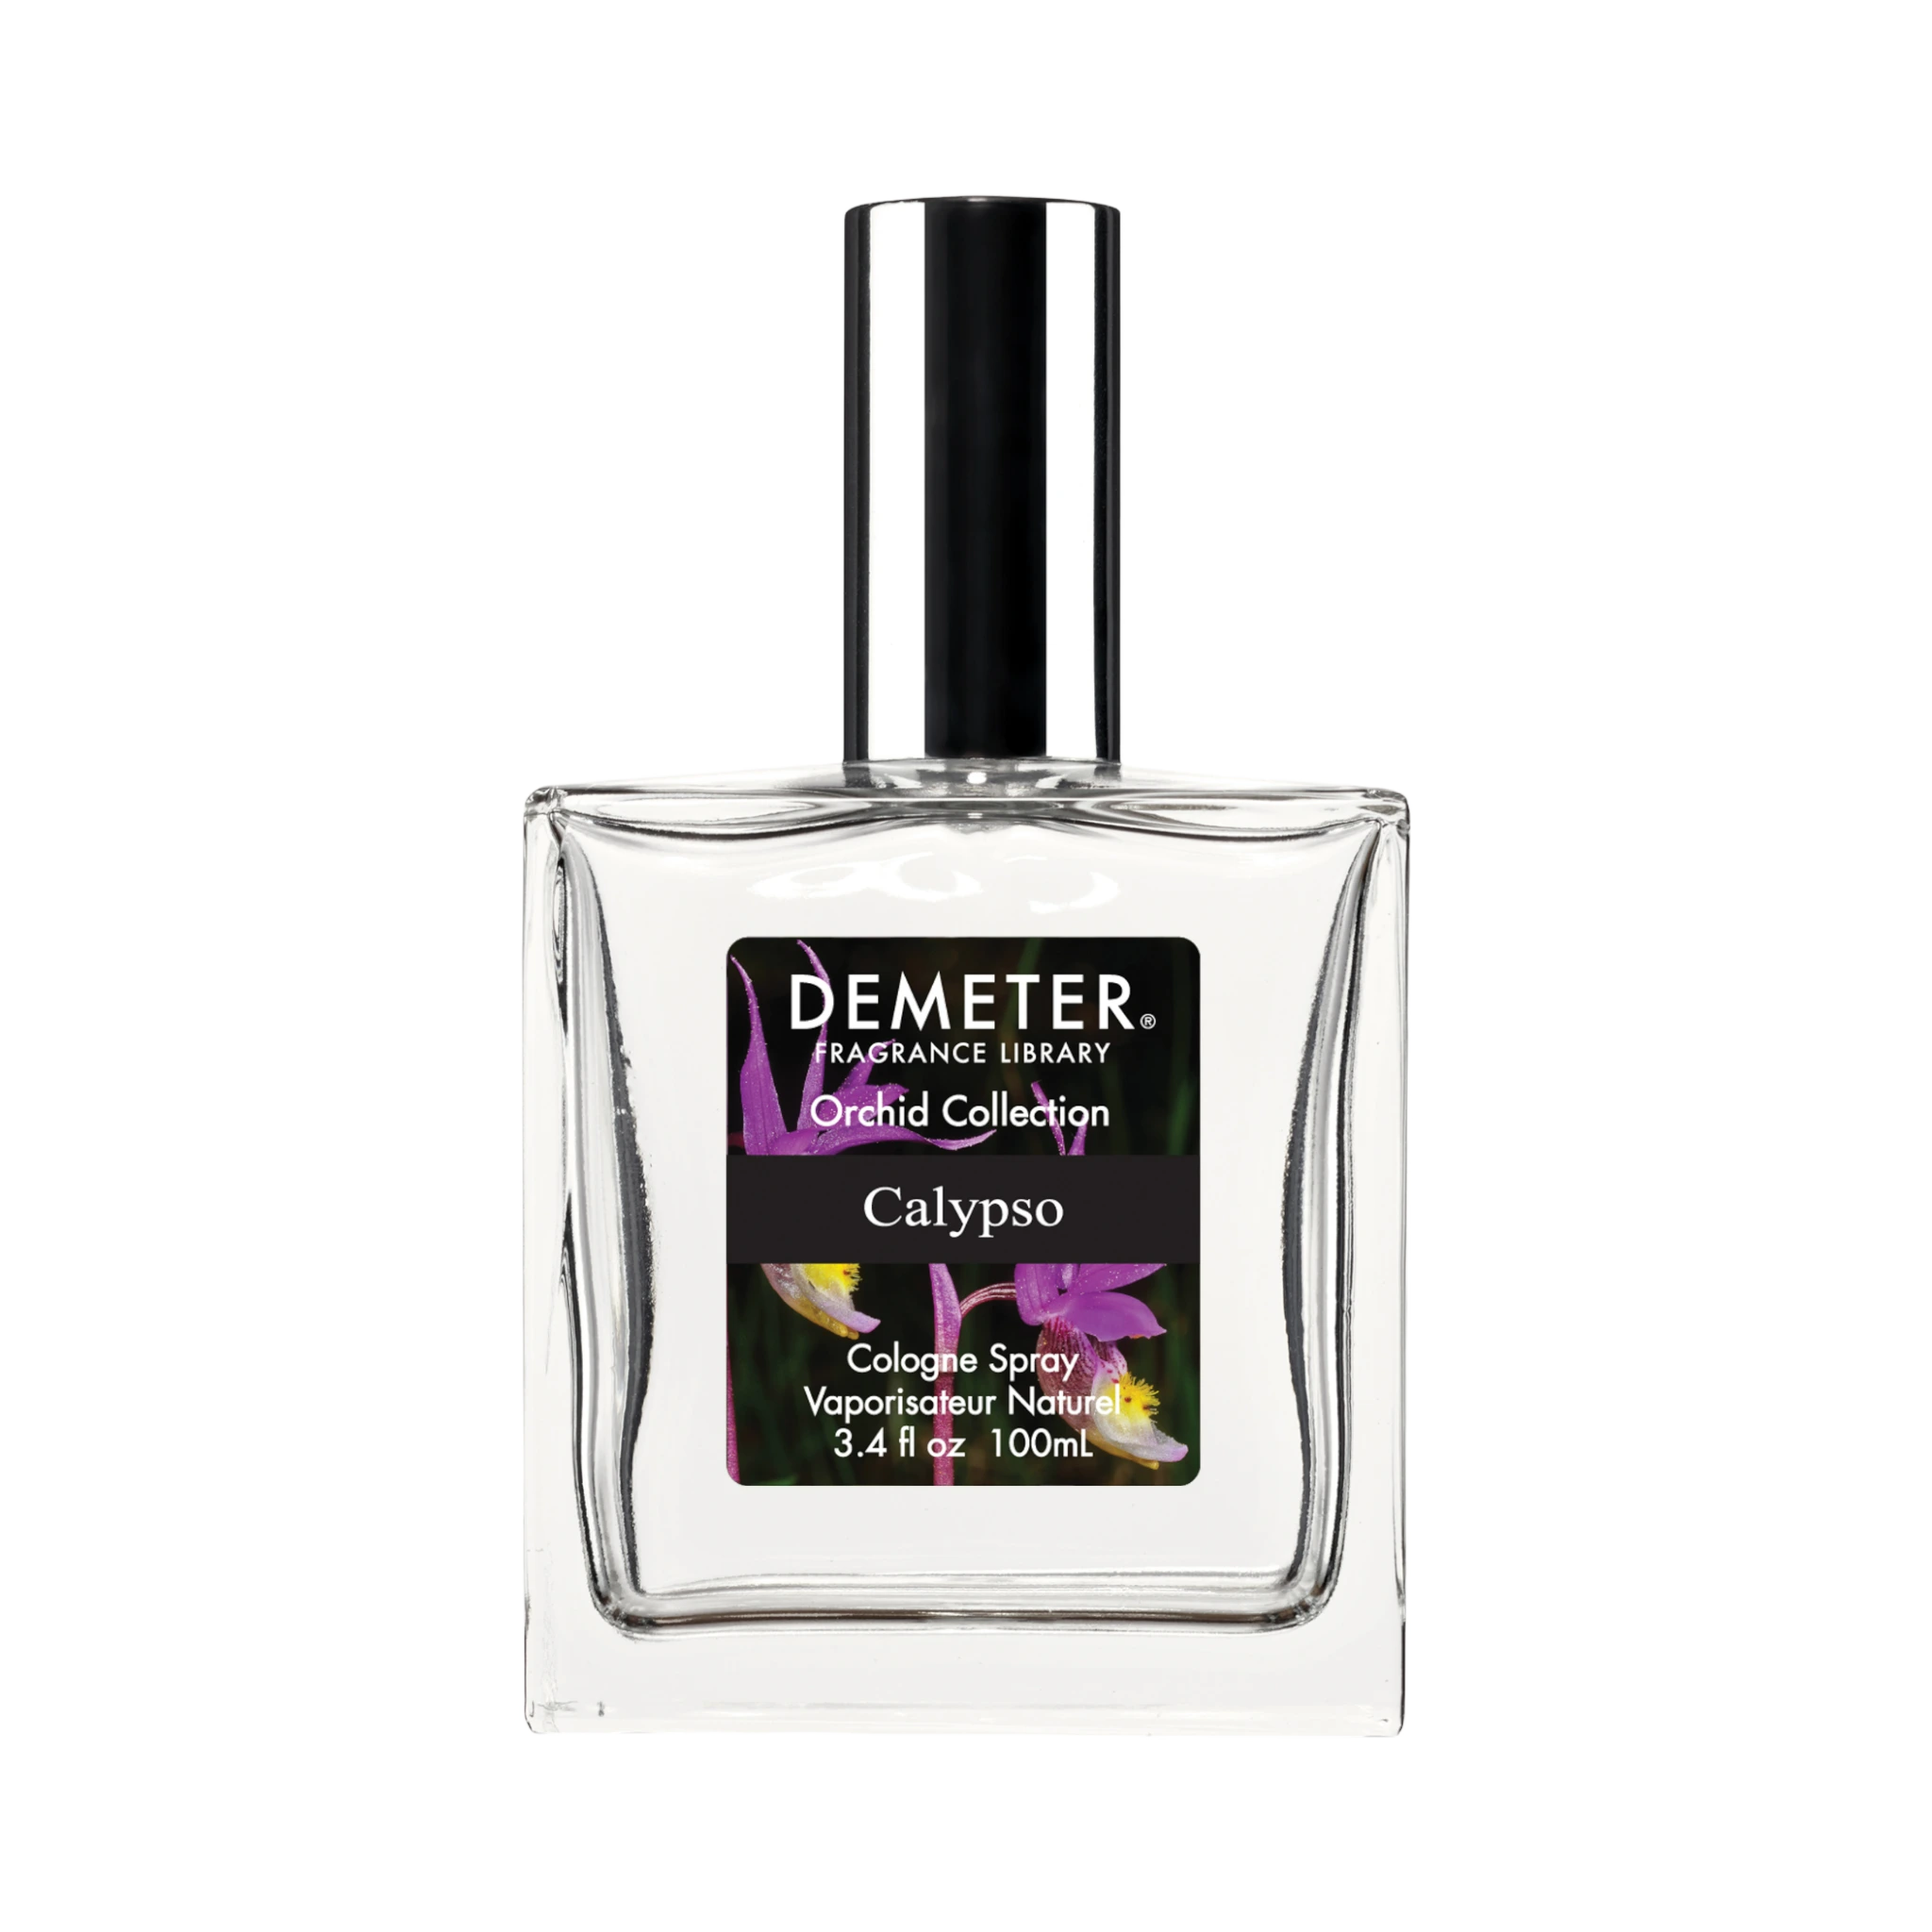 DEMETER®
FRAGRANCE LIBRARY
Orchid Collection
Calypso
Cologne Spray
Vaporisateur Naturel
3.4 fl oz 100mL